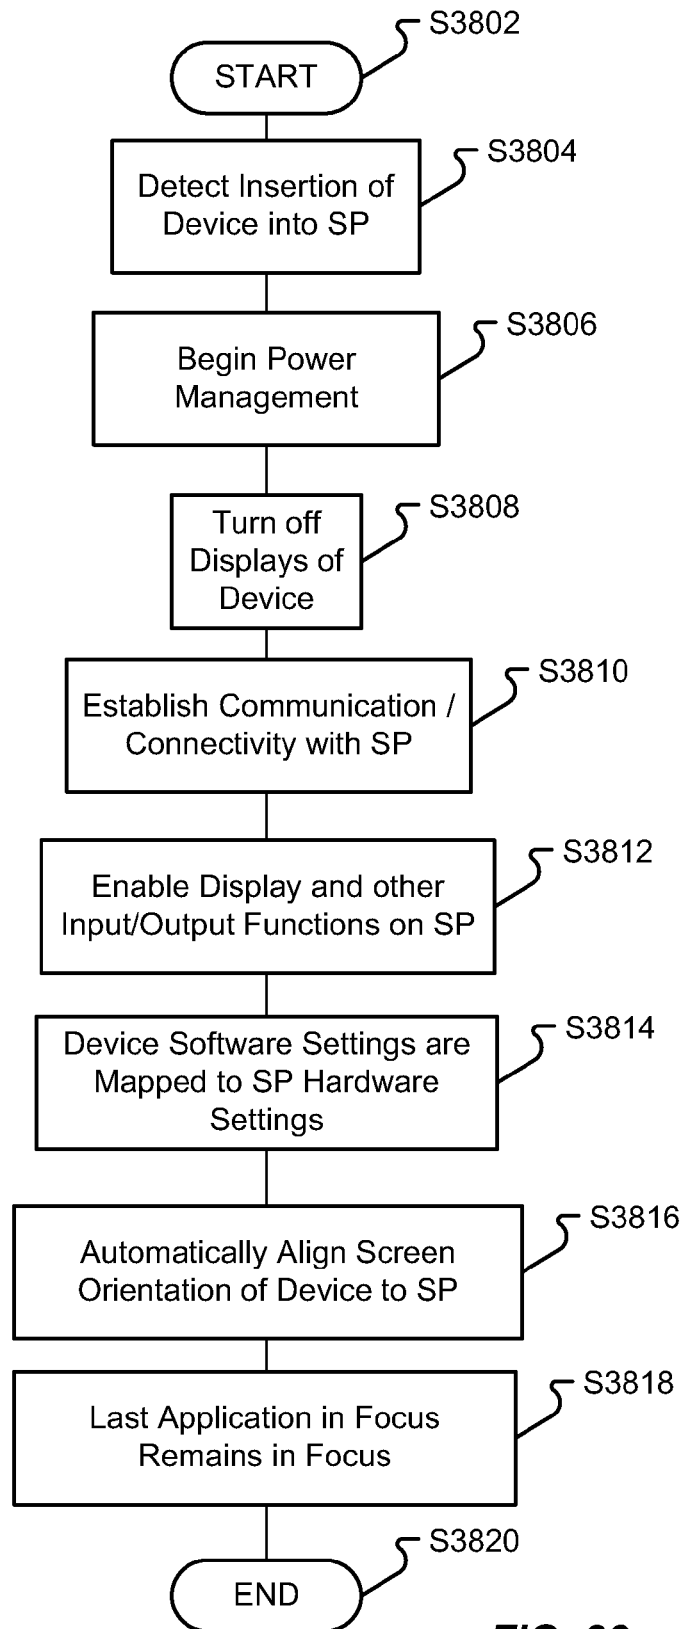 S3802
START
S3804
Detect Insertion of
Device into SP
S3806
Begin Power
Management
S3808
Turn off
Displays of
Device
S3810
Establish Communication /
Connectivity with SP
S3812
Enable Display and other
Input/Output Functions on SP
S3814
Device Software Settings are
Mapped to SP Hardware
Settings
S3816
Automatically Align Screen
Orientation of Device to SP
S3818
Last Application in Focus
Remains in Focus
S3820
END
FIG.